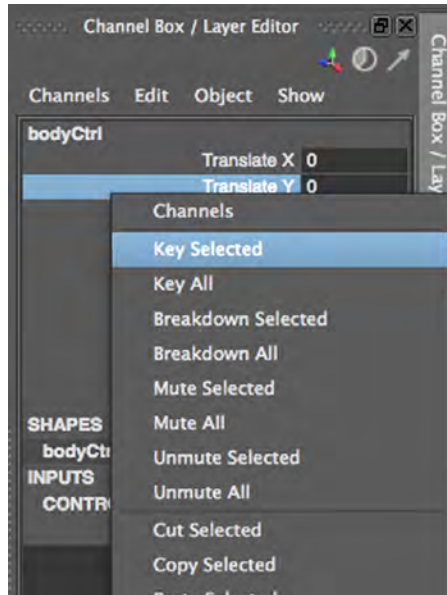 Channel Box / Layer Editor
Channels Edit Object Show
bodyCtrl
Translate X 0
Translate Y 0
Channels
Key Selected
Key All
Breakdown Selected
Breakdown All
Mute Selected
SHAPES Mute All
Unmute Selected
INPUTS
Unmute All
Cut Selected
Copy Selected
Channel Box /